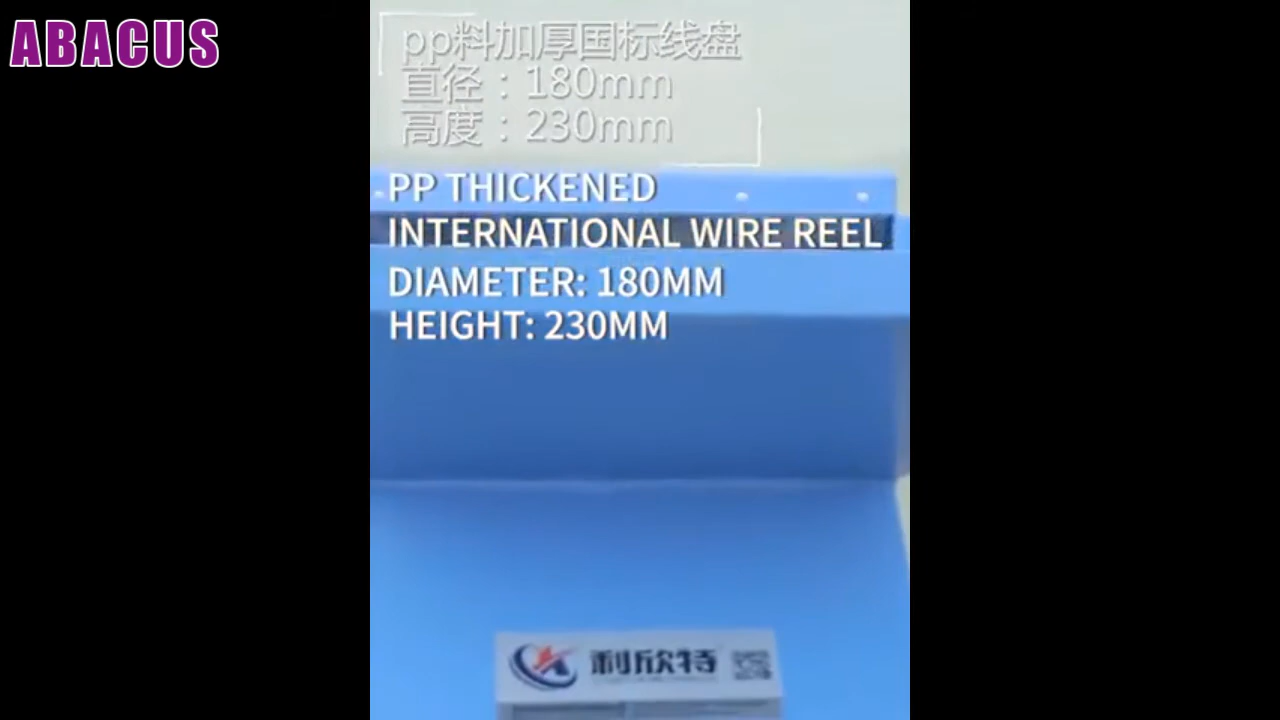 ABACUS
pp料加厚国标线盘
直径：180mm
高度：230mm
PP THICKENED
INTERNATIONAL WIRE REEL
DIAMETER: 180MM
HEIGHT: 230MM
利欣特